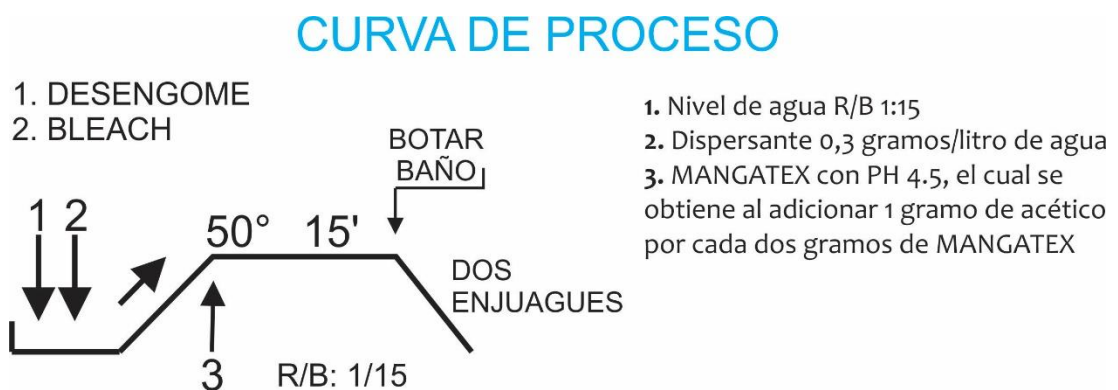 CURVA DE PROCESO
1. DESENGOME
2. BLEACH
1 2
50° 15'
BOTAR
BAÑO
DOS
ENJUAGUES
3
R/B: 1/15
1. Nivel de agua R/B 1:15
2. Dispersante 0,3 gramos/litro de agua
3. MANGATEX con PH 4.5, el cual se
obtiene al adicionar 1 gramo de acético
por cada dos gramos de MANGATEX